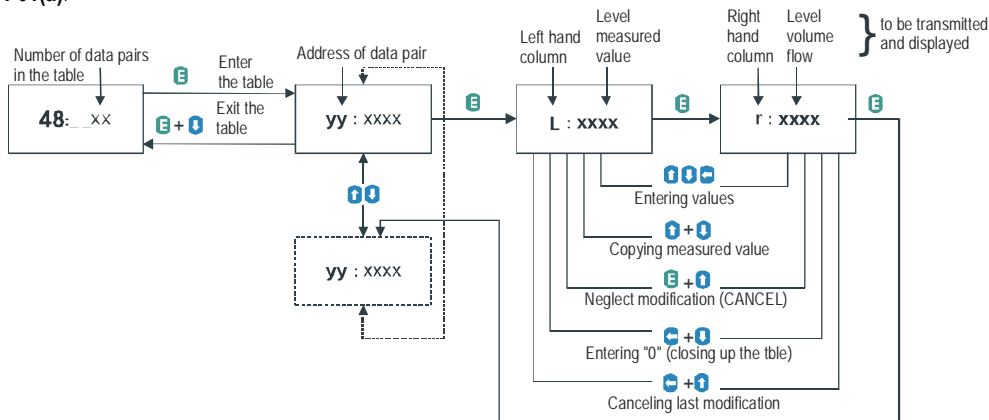 Number of data pairs
in the table
48:_ _xx
E
Enter
the table
E + ⬇
Exit the
table
Address of data pair
yy : xxxx
⬆ ⬇
yy : xxxx
E
Left hand
column
Level
measured
value
L : xxxx
E
Right
hand
column
Level
volume
flow
} to be transmitted
and displayed
r : xxxx
E
⬆ ⬇ ⬅
Entering values
⬆ + ⬇
Copying measured value
E + ⬆
Neglect modification (CANCEL)
⬅ + ⬇
Entering "0" (closing up the tble)
⬅ + ⬆
Canceling last modification